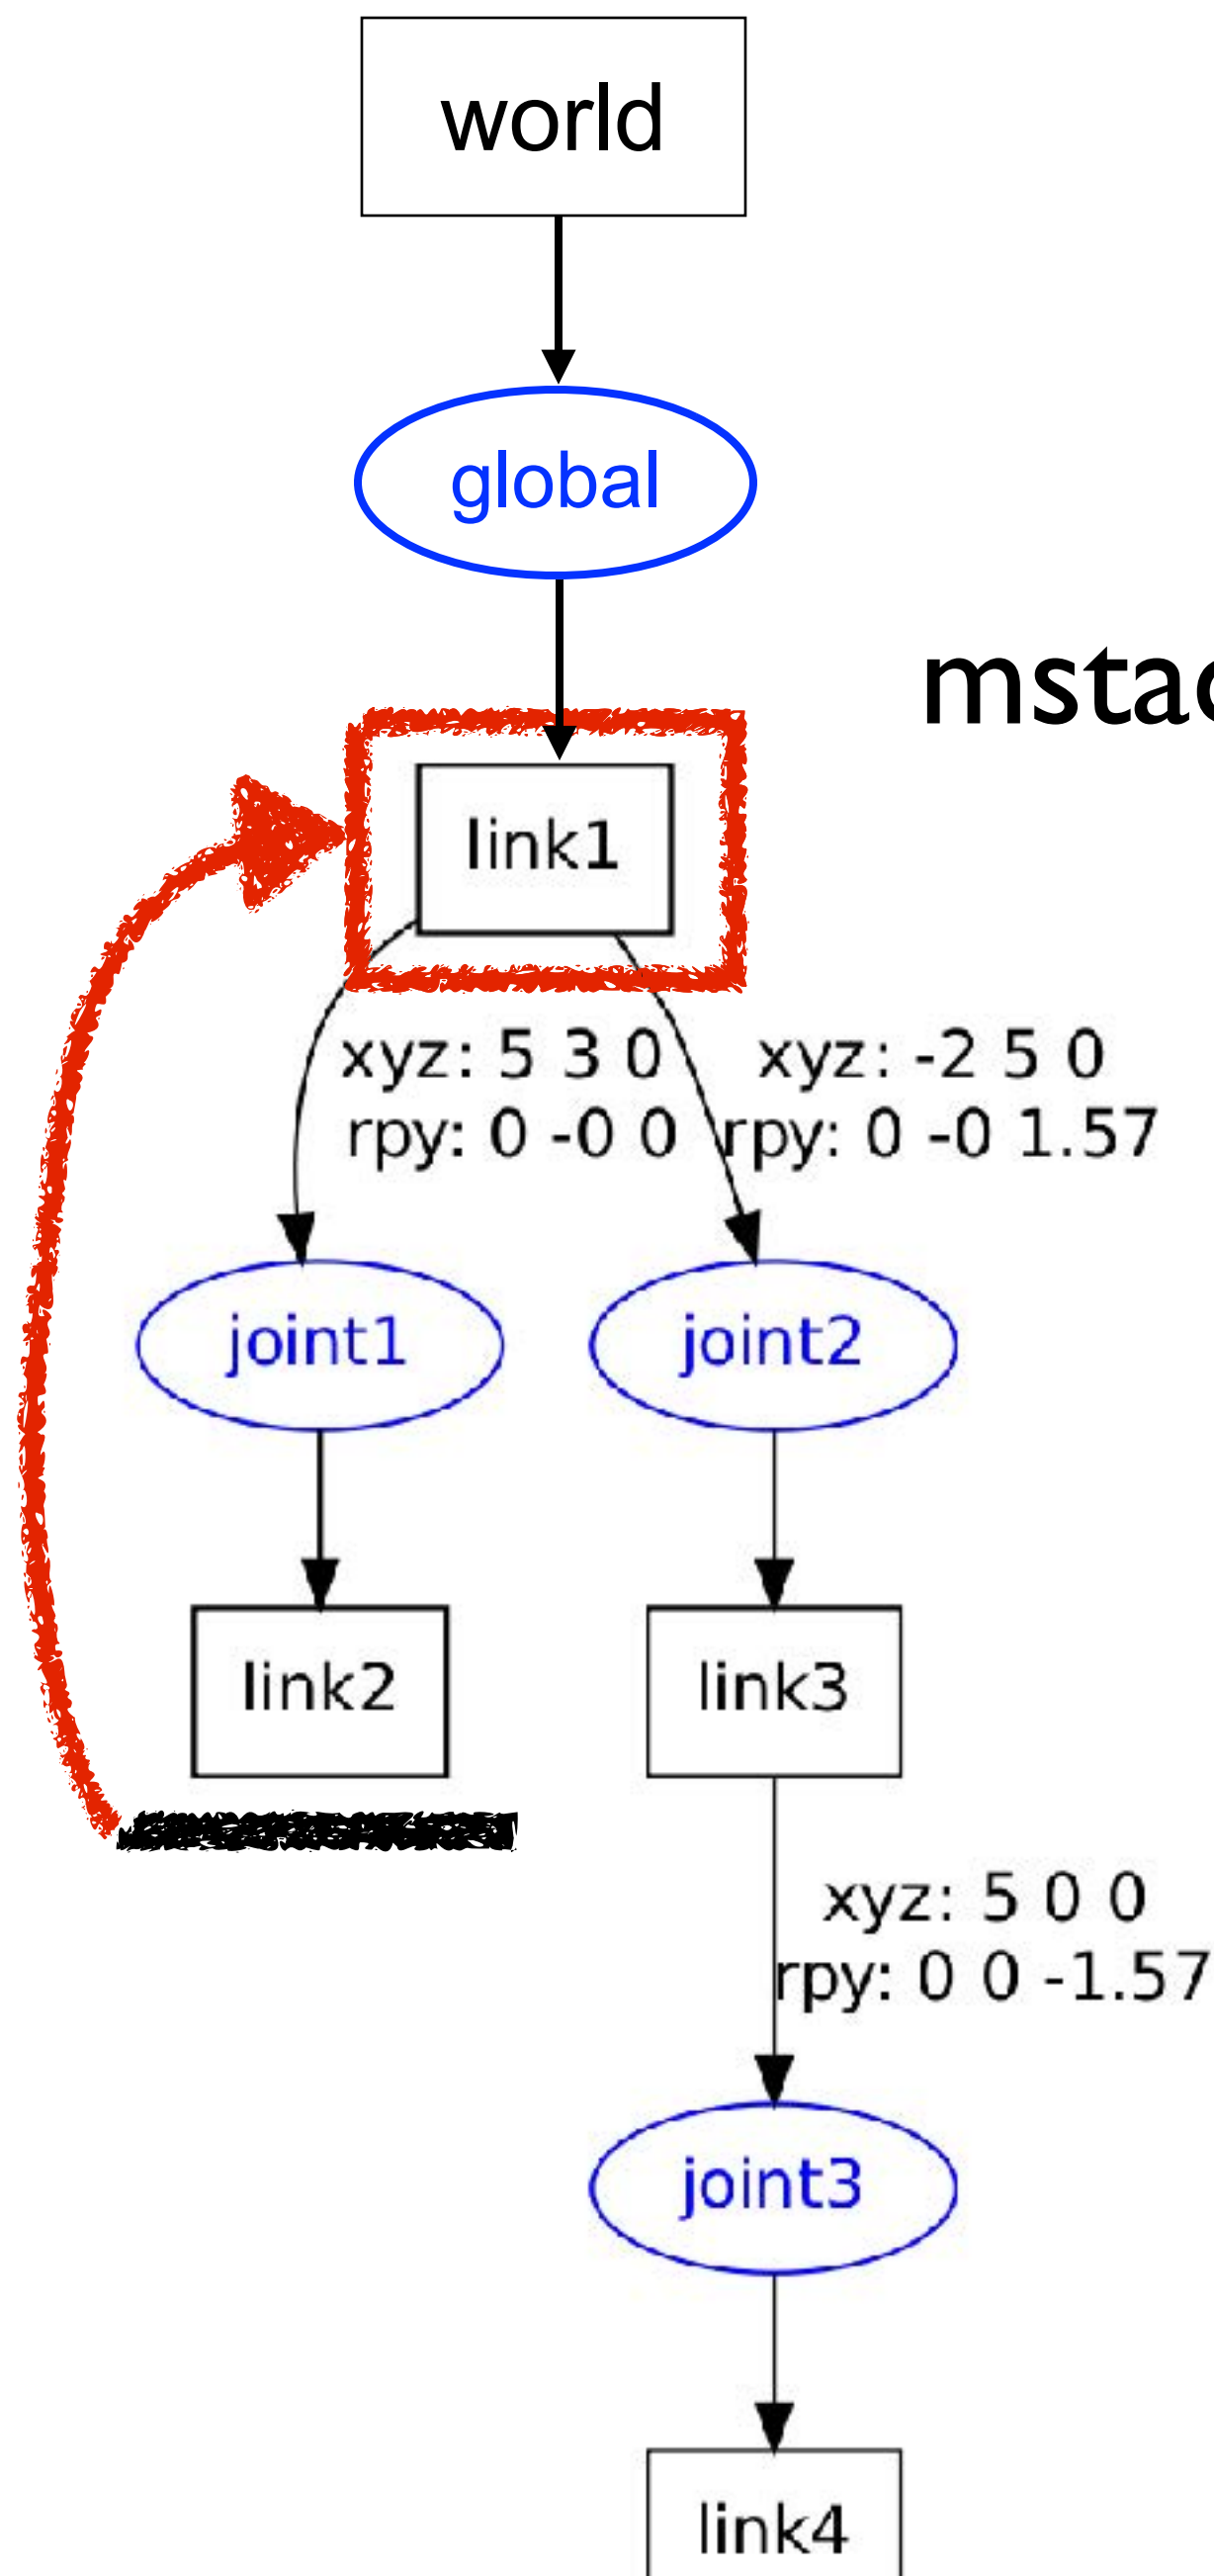 world
global
mstac
link1
xyz: 5 3 0
rpy: 0 -0 0
xyz: -2 5 0
rpy: 0 -0 1.57
joint1
joint2
link2
link3
xyz: 5 0 0
rpy: 0 0 -1.57
joint3
link4